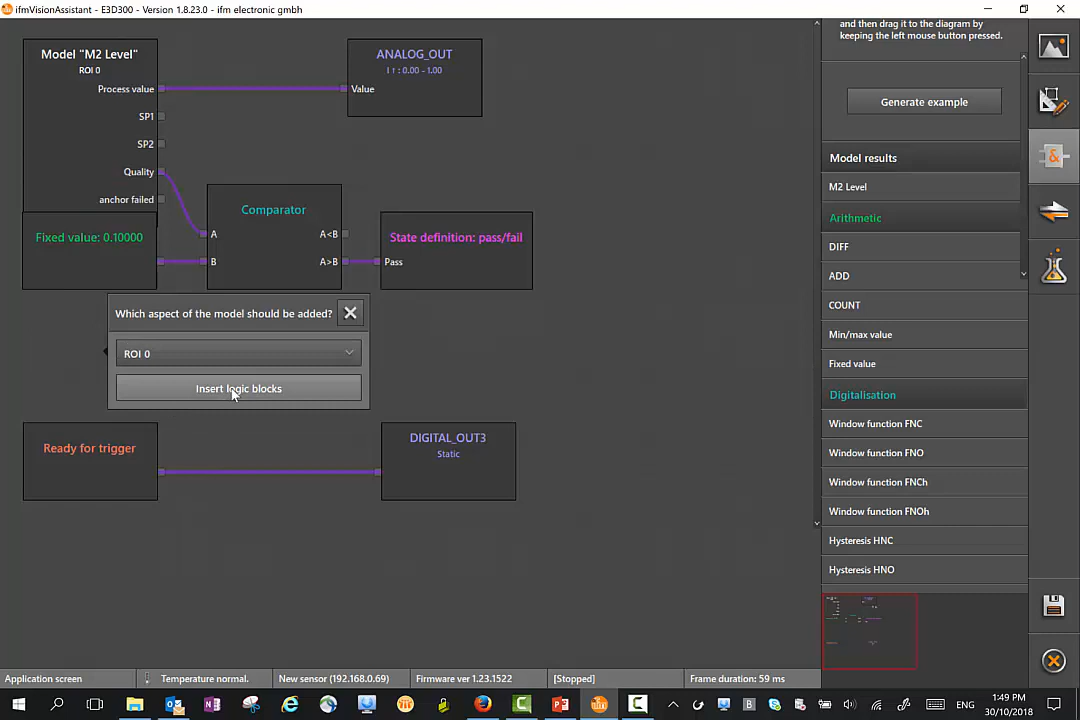 ifmVisionAssistant - E3D300 - Version 1.8.23.0 - ifm electronic gmbh
and then drag it to the diagram by
keeping the left mouse button pressed.
Generate example
Model results
M2 Level
Arithmetic
DIFF
ADD
COUNT
Min/max value
Fixed value
Digitalisation
Window function FNC
Window function FNO
Window function FNCh
Window function FNOh
Hysteresis HNC
Hysteresis HNO
Model "M2 Level"
ROI 0
Process value
SP1
SP2
Quality
anchor failed
ANALOG_OUT
I ↑ : 0.00 - 1.00
Value
Fixed value: 0.10000
Comparator
A
A<B
B
A>B
State definition: pass/fail
Pass
Which aspect of the model should be added?
ROI 0
Insert logic blocks
Ready for trigger
DIGITAL_OUT3
Static
Application screen
Temperature normal.
New sensor (192.168.0.69)
Firmware ver 1.23.1522
[Stopped]
Frame duration: 59 ms
ENG
1:49 PM
30/10/2018